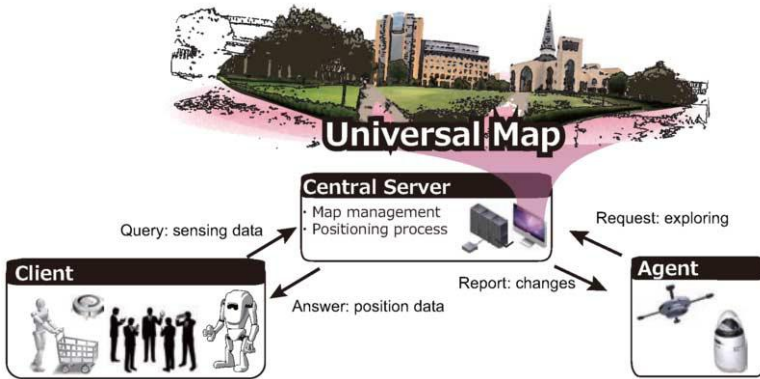 Universal Map
Central Server
· Map management
· Positioning process
Query: sensing data
Request: exploring
Client
Answer: position data
Report: changes
Agent